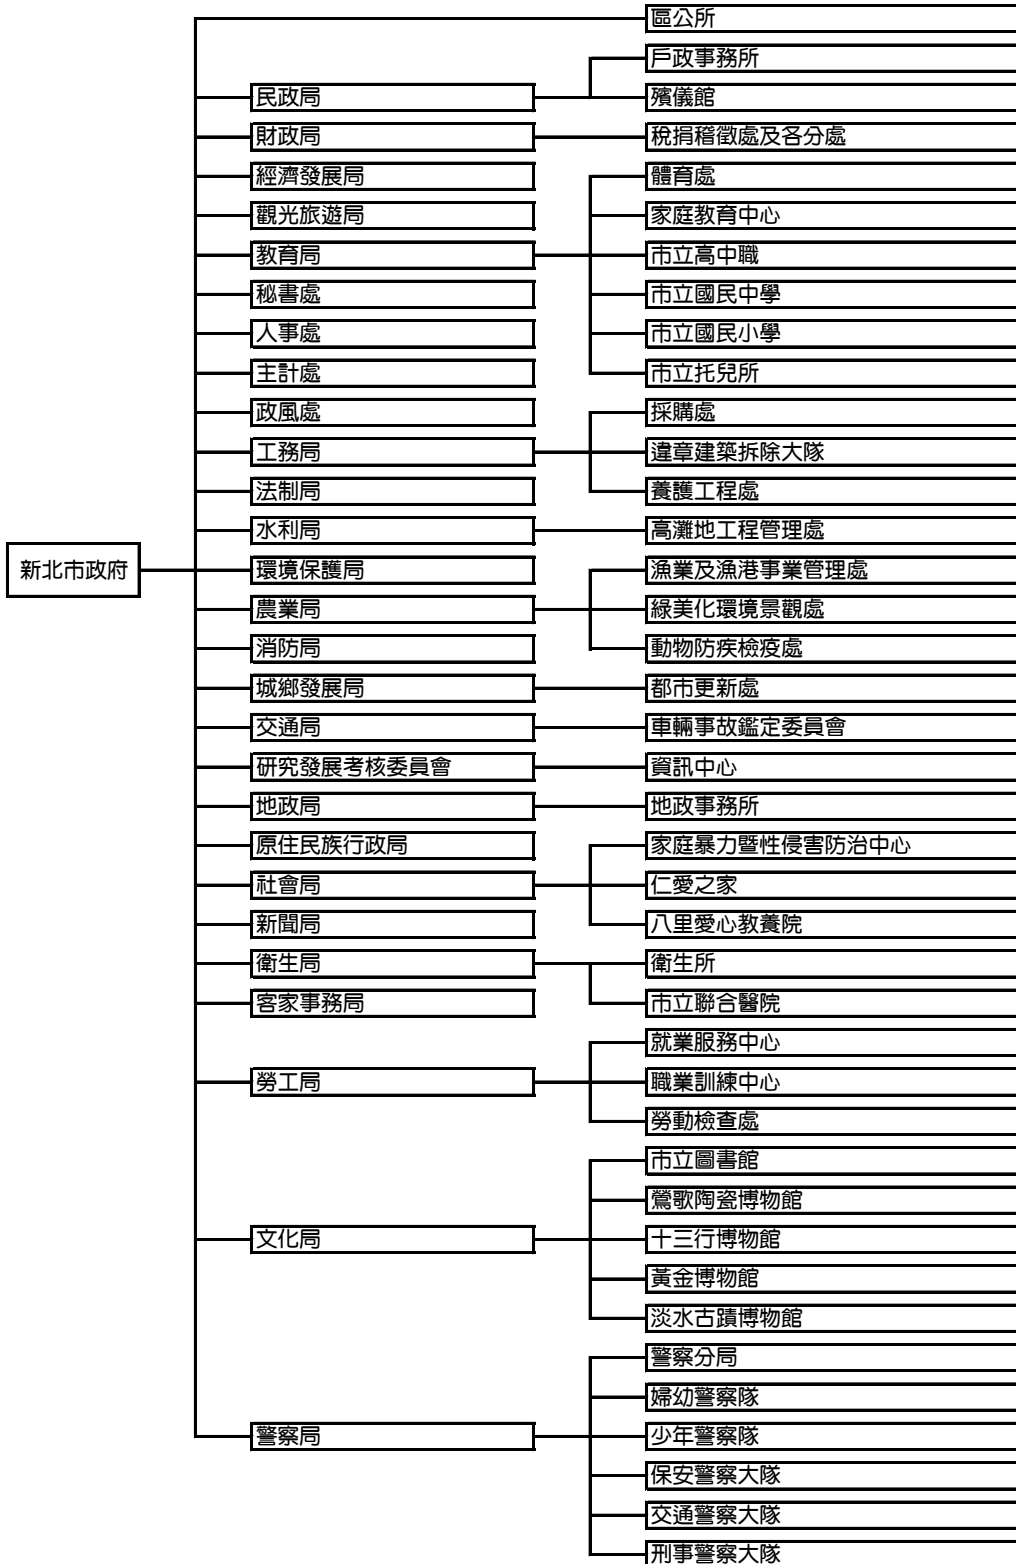 區公所
戶政事務所
民政局
殯儀館
財政局
稅捐稽徵處及各分處
經濟發展局
體育處
觀光旅遊局
家庭教育中心
教育局
市立高中職
秘書處
市立國民中學
人事處
市立國民小學
主計處
市立托兒所
政風處
採購處
工務局
違章建築拆除大隊
法制局
養護工程處
水利局
高灘地工程管理處
新北市政府
環境保護局
漁業及漁港事業管理處
農業局
綠美化環境景觀處
消防局
動物防疾檢疫處
城鄉發展局
都市更新處
交通局
車輛事故鑑定委員會
研究發展考核委員會
資訊中心
地政局
地政事務所
原住民族行政局
家庭暴力暨性侵害防治中心
社會局
仁愛之家
新聞局
八里愛心教養院
衛生局
衛生所
客家事務局
市立聯合醫院
就業服務中心
勞工局
職業訓練中心
勞動檢查處
市立圖書館
鶯歌陶瓷博物館
文化局
十三行博物館
黃金博物館
淡水古蹟博物館
警察分局
婦幼警察隊
警察局
少年警察隊
保安警察大隊
交通警察大隊
刑事警察大隊